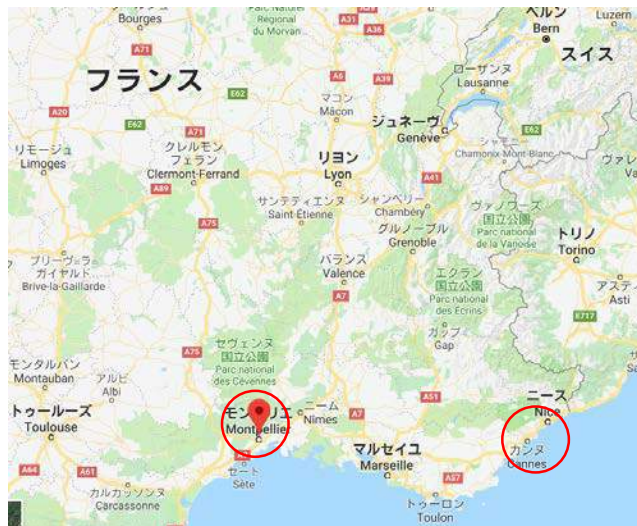 ブールジュ
Bourges
Parc Naturel
Régional
du Morvan
A31
A36
ベルン
Bern
Luzern
スイス
A71
フランス
E62
A6
A39
ローザンヌ
Lausanne
A20
E62
A71
マコン
Mâcon
ジュネーヴ
Genève
E62
リモージュ
Limoges
クレルモン
フェラン
Clermont-Ferrand
リヨン
Lyon
シャモニー
Chamonix-Mont-Blanc
A89
A41
サンテティエンヌ
Saint-Étienne
シャンベリー
Chambéry
ヴァノワーズ
国立公園
Parc national
de la Vanoise
A75
グルノーブル
Grenoble
トリノ
Torino
ブリーヴ=ラ=
ガイヤルド
Brive-la-Gaillarde
バランス
Valence
エクラン
国立公園
Parc national
des Écrins
アスティ
Asti
A7
E717
ガップ
Gap
セヴェンヌ
国立公園
Parc national
des Cévennes
A75
モンタルバン
Montauban
アルビ
Albi
A51
ニース
Nice
トゥールーズ
Toulouse
モンペリエ
Montpellier
ニーム
Nîmes
A7
カンヌ
Cannes
マルセイユ
Marseille
A64
A61
セート
Sète
A57
カルカッソンヌ
Carcassonne
トゥーロン
Toulon